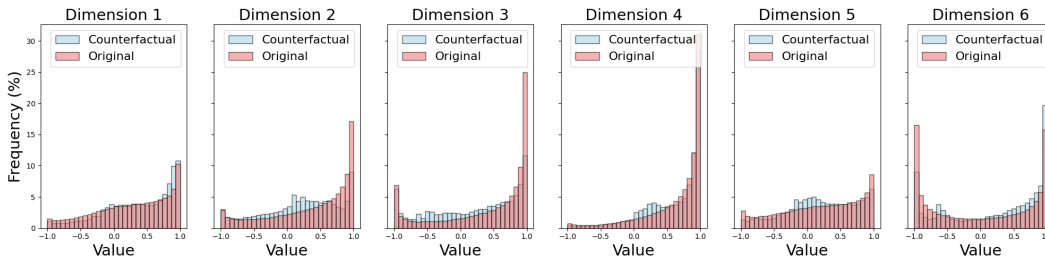 Dimension 1
Dimension 2
Dimension 3
Dimension 4
Dimension 5
Dimension 6
Frequency (%)
30
25
20
15
10
5
0
Counterfactual
Original
Counterfactual
Original
Counterfactual
Original
Counterfactual
Original
Counterfactual
Original
Counterfactual
Original
−1.0 −0.5 0.0 0.5 1.0
−1.0 −0.5 0.0 0.5 1.0
−1.0 −0.5 0.0 0.5 1.0
−1.0 −0.5 0.0 0.5 1.0
−1.0 −0.5 0.0 0.5 1.0
−1.0 −0.5 0.0 0.5
Value
Value
Value
Value
Value
Value